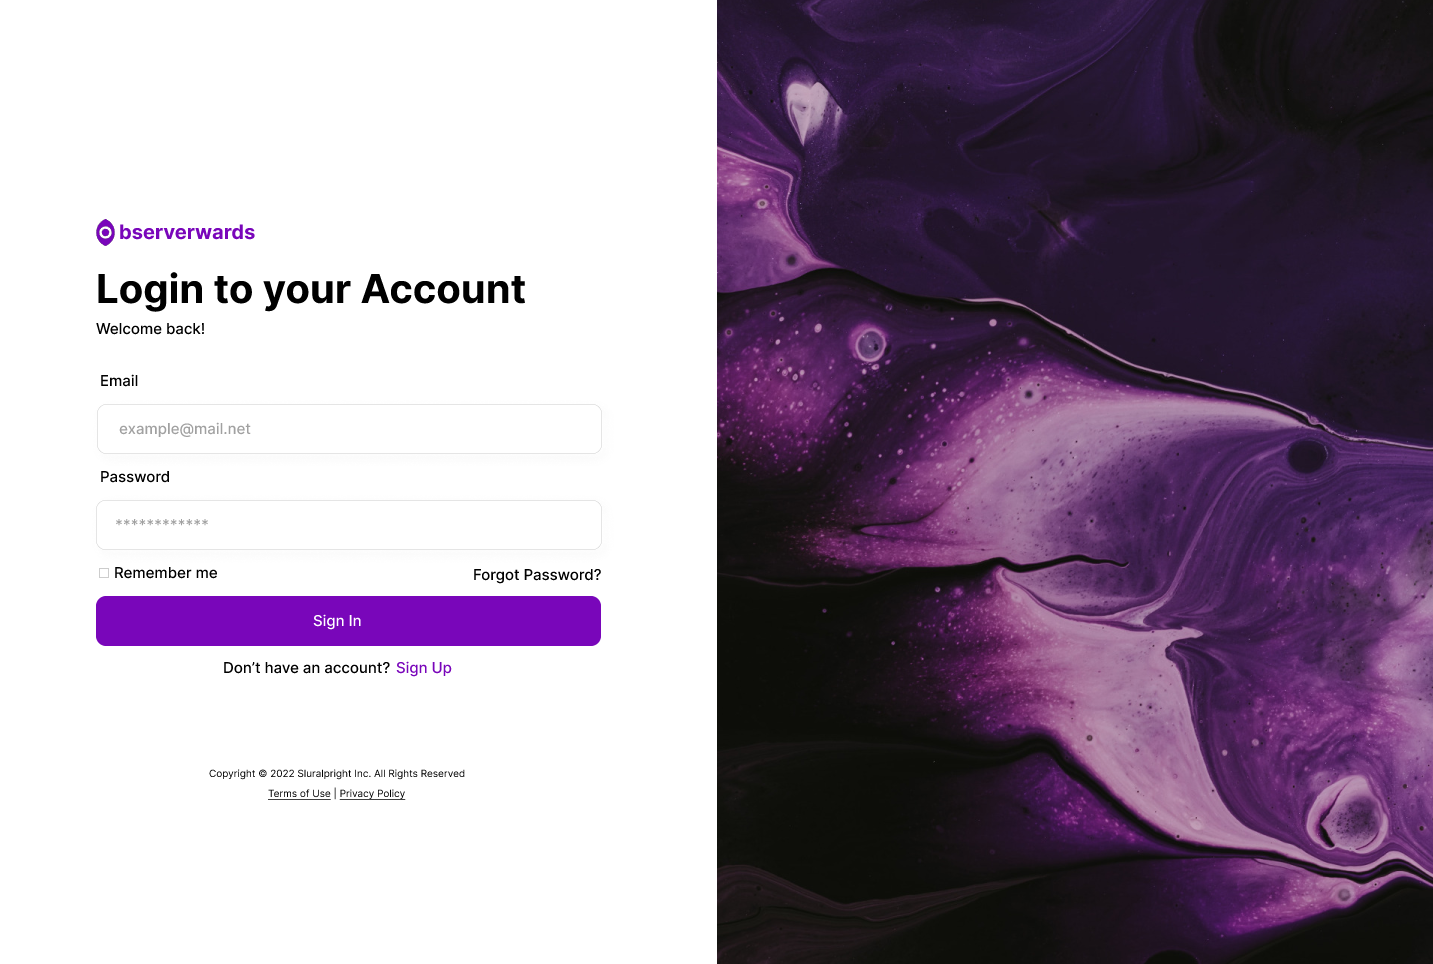 bserverwards
Login to your Account
Welcome back!
Email
example@mail.net
Password
************
Remember me
Forgot Password?
Sign In
Don’t have an account? Sign Up
Copyright © 2022 Sluralpright Inc. All Rights Reserved
Terms of Use | Privacy Policy